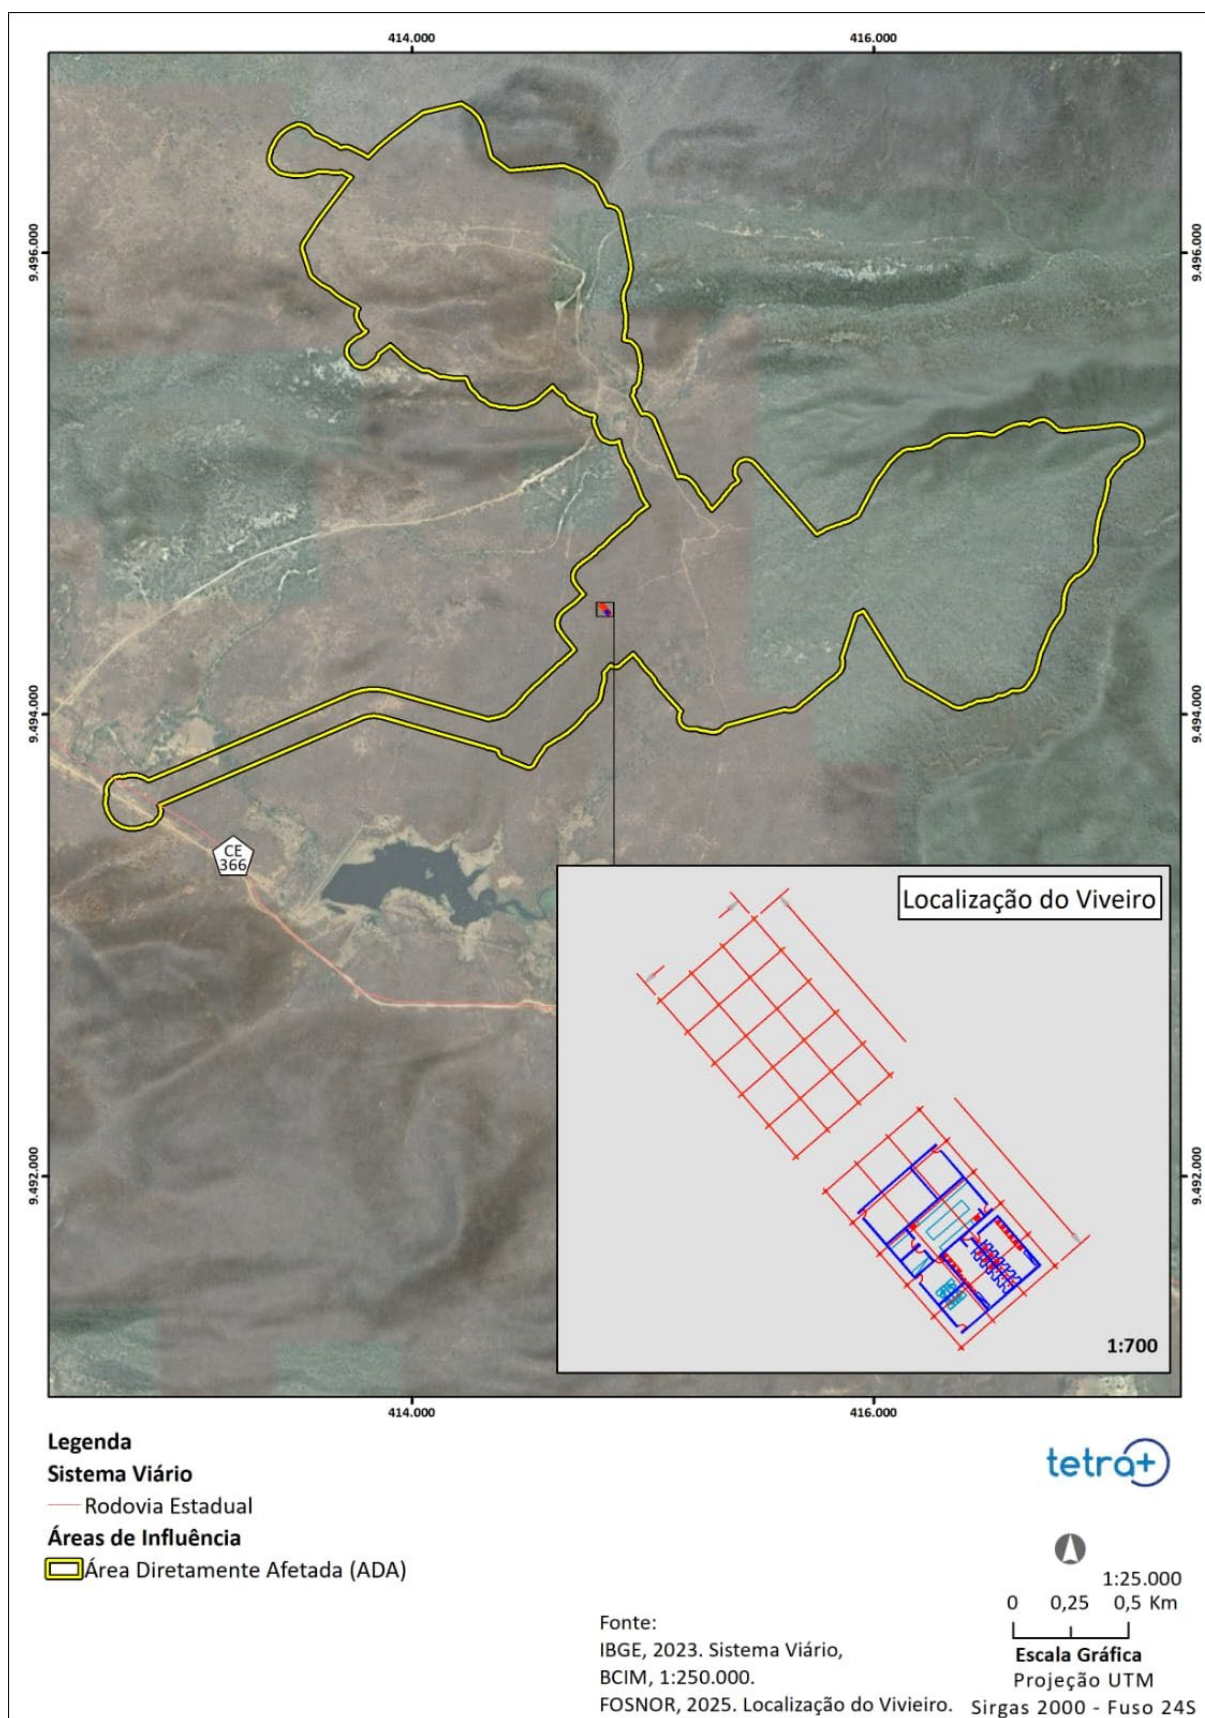 414.000
416.000
9.496.000
9.496.000
9.494.000
9.494.000
CE
366
Localização do Viveiro
9.492.000
9.492.000
1:700
414.000
416.000
Legenda
Sistema Viário
Rodovia Estadual
Áreas de Influência
Área Diretamente Afetada (ADA)
tetra+
1:25.000
0 0,25 0,5 Km
Escala Gráfica
Projeção UTM
Sirgas 2000 - Fuso 24S
Fonte:
IBGE, 2023. Sistema Viário,
BCIM, 1:250.000.
FOSNOR, 2025. Localização do Vivieiro.